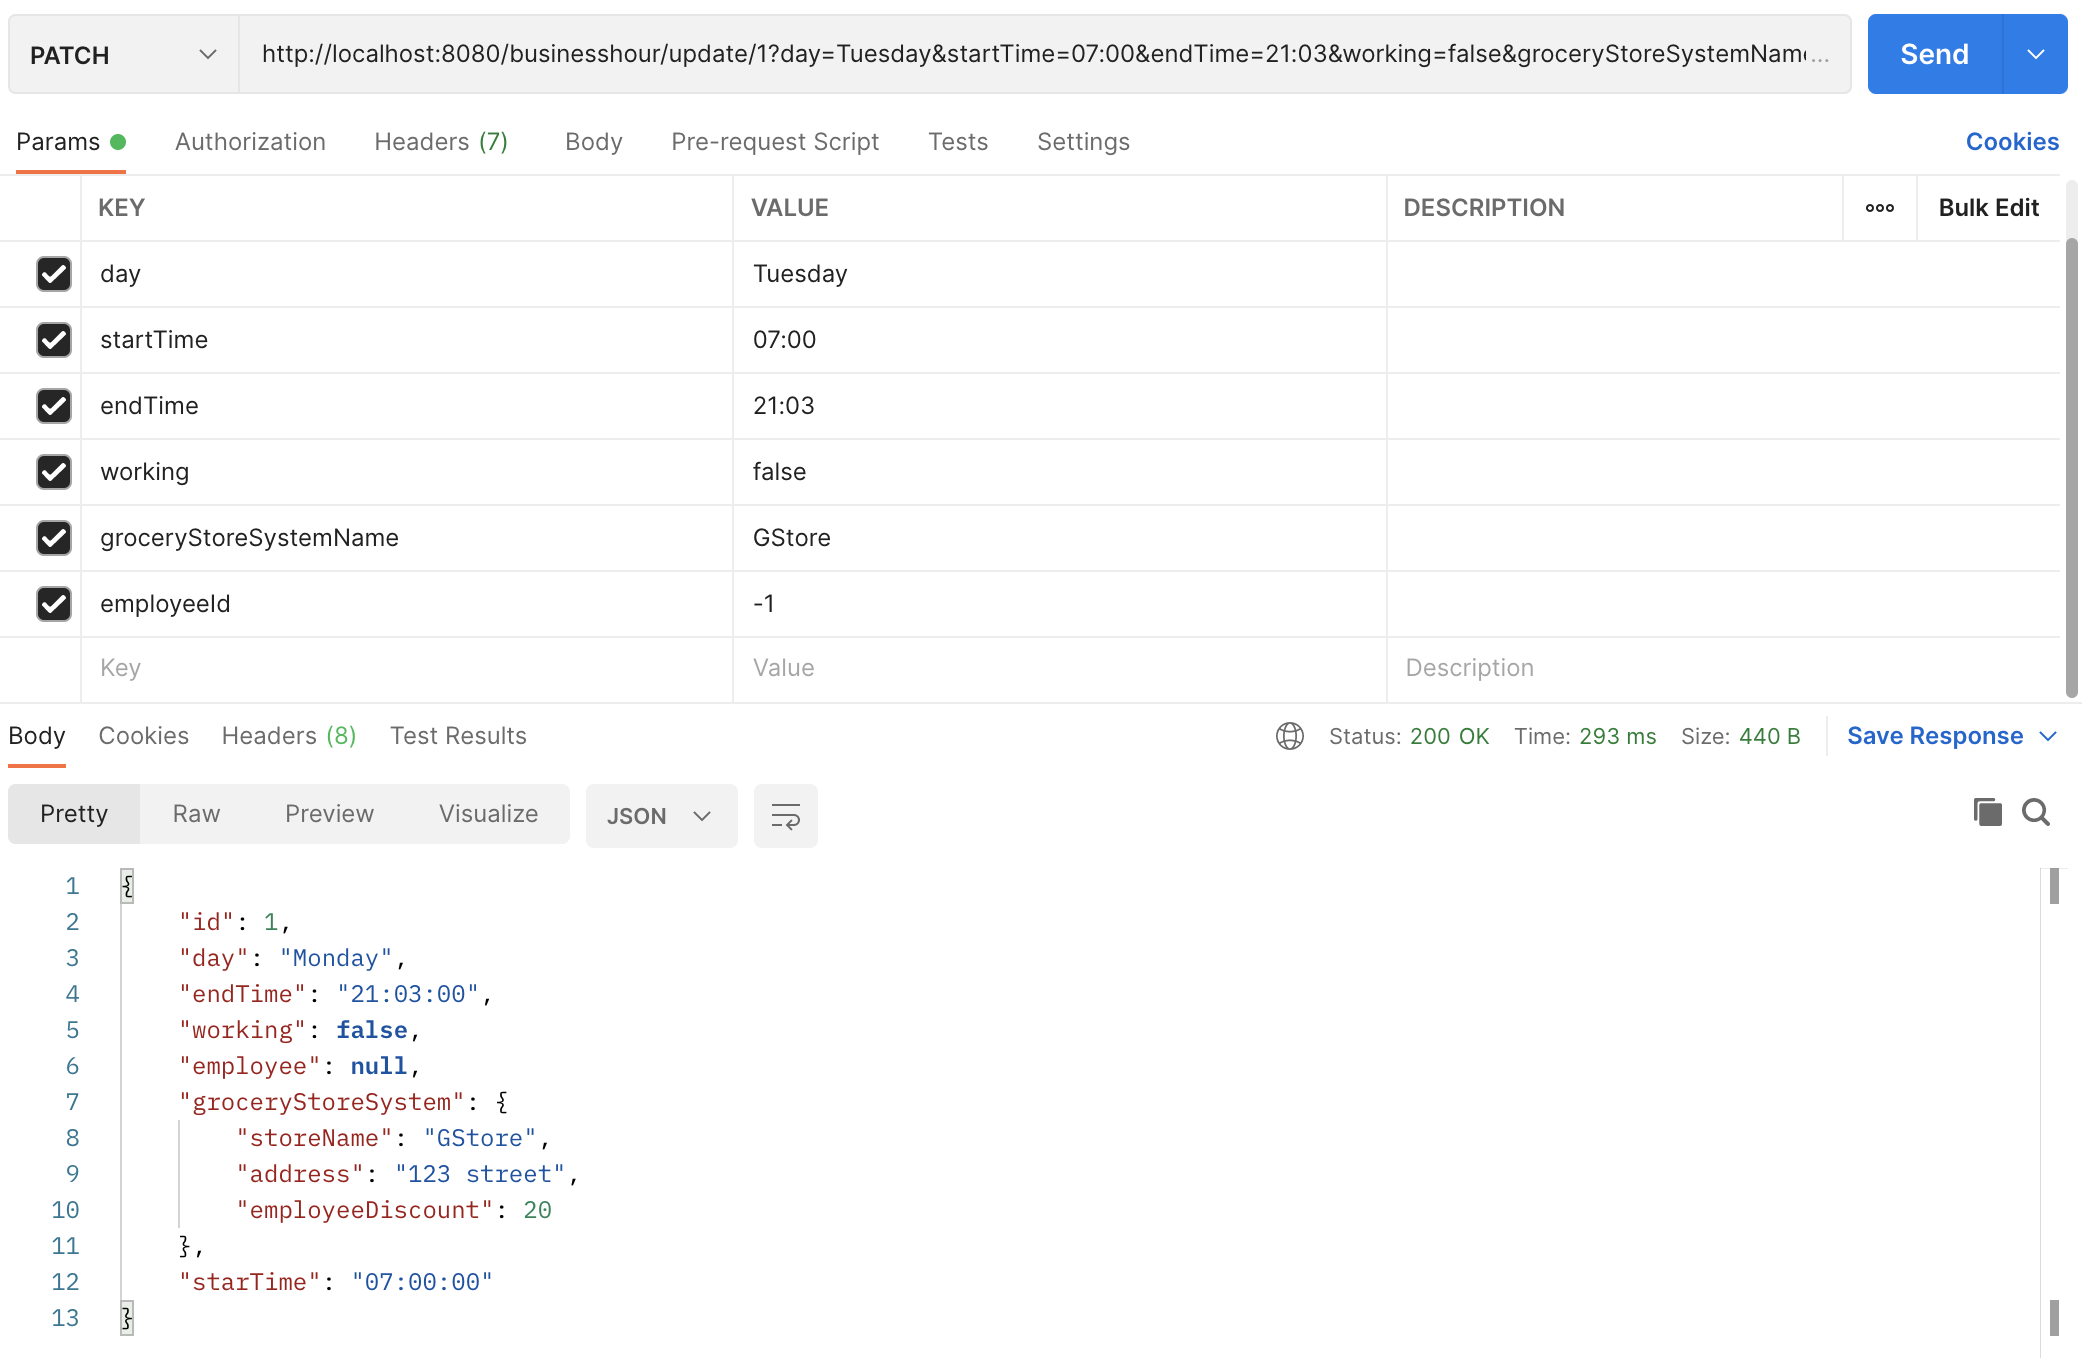 PATCH http://localhost:8080/businesshour/update/1?day=Tuesday&startTime=07:00&endTime=21:03&working=false&groceryStoreSystemName... Send
Params Authorization Headers (7) Body Pre-request Script Tests Settings Cookies
KEY VALUE DESCRIPTION ooo Bulk Edit
day Tuesday
startTime 07:00
endTime 21:03
working false
groceryStoreSystemName GStore
employeeId -1
Key Value Description
Body Cookies Headers (8) Test Results Status: 200 OK Time: 293 ms Size: 440 B Save Response
Pretty Raw Preview Visualize JSON
1 {
2 "id": 1,
3 "day": "Monday",
4 "endTime": "21:03:00",
5 "working": false,
6 "employee": null,
7 "groceryStoreSystem": {
8 "storeName": "GStore",
9 "address": "123 street",
10 "employeeDiscount": 20
11 },
12 "starTime": "07:00:00"
13 }